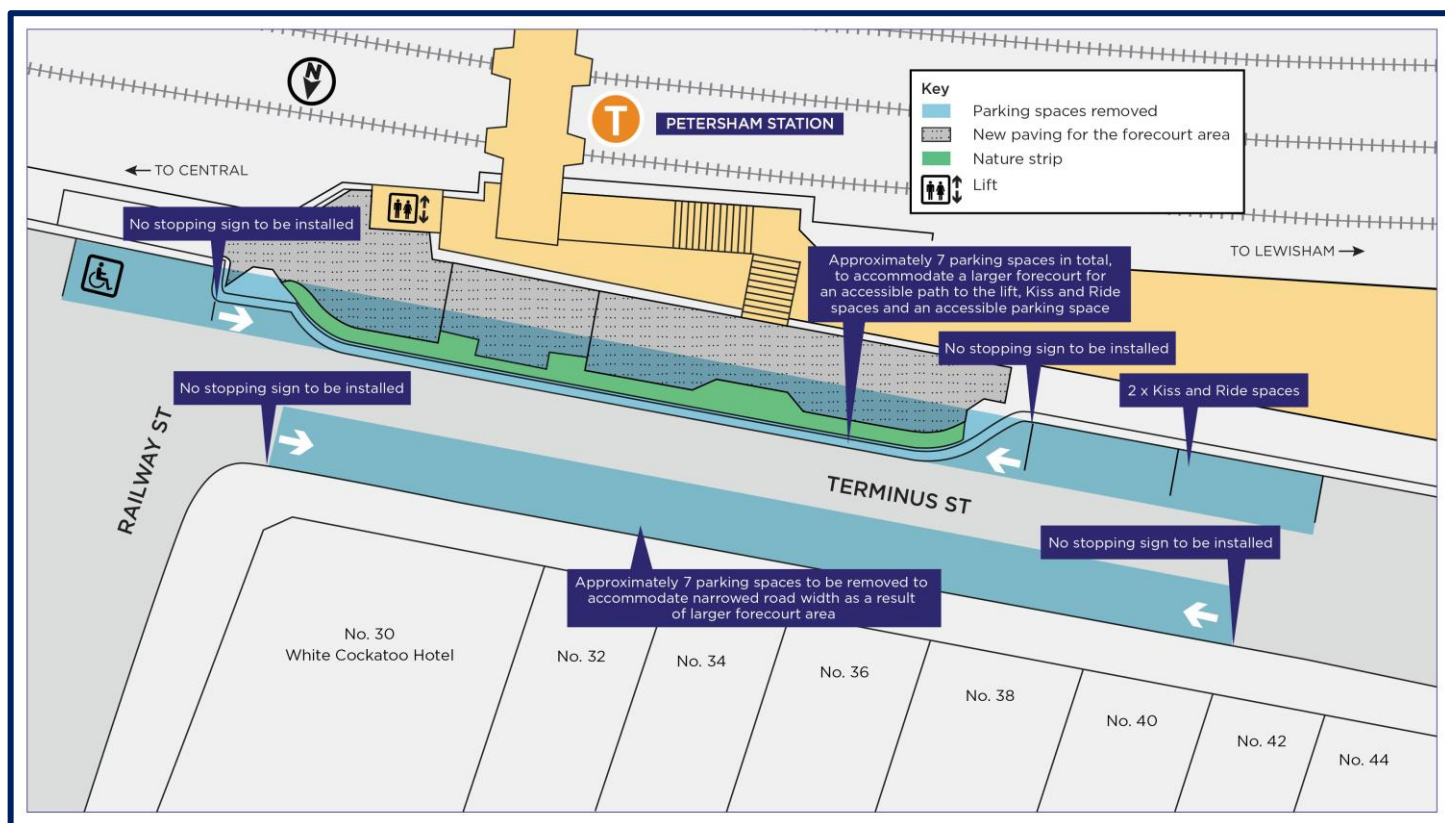 N
T
PETERSHAM STATION
Key
Parking spaces removed
New paving for the forecourt area
Nature strip
Lift
← TO CENTRAL
TO LEWISHAM →
No stopping sign to be installed
Approximately 7 parking spaces in total,
to accommodate a larger forecourt for
an accessible path to the lift, Kiss and Ride
spaces and an accessible parking space
No stopping sign to be installed
2 x Kiss and Ride spaces
No stopping sign to be installed
RAILWAY ST
TERMINUS ST
No stopping sign to be installed
Approximately 7 parking spaces to be removed to
accommodate narrowed road width as a result
of larger forecourt area
No. 30
White Cockatoo Hotel
No. 32
No. 34
No. 36
No. 38
No. 40
No. 42
No. 44